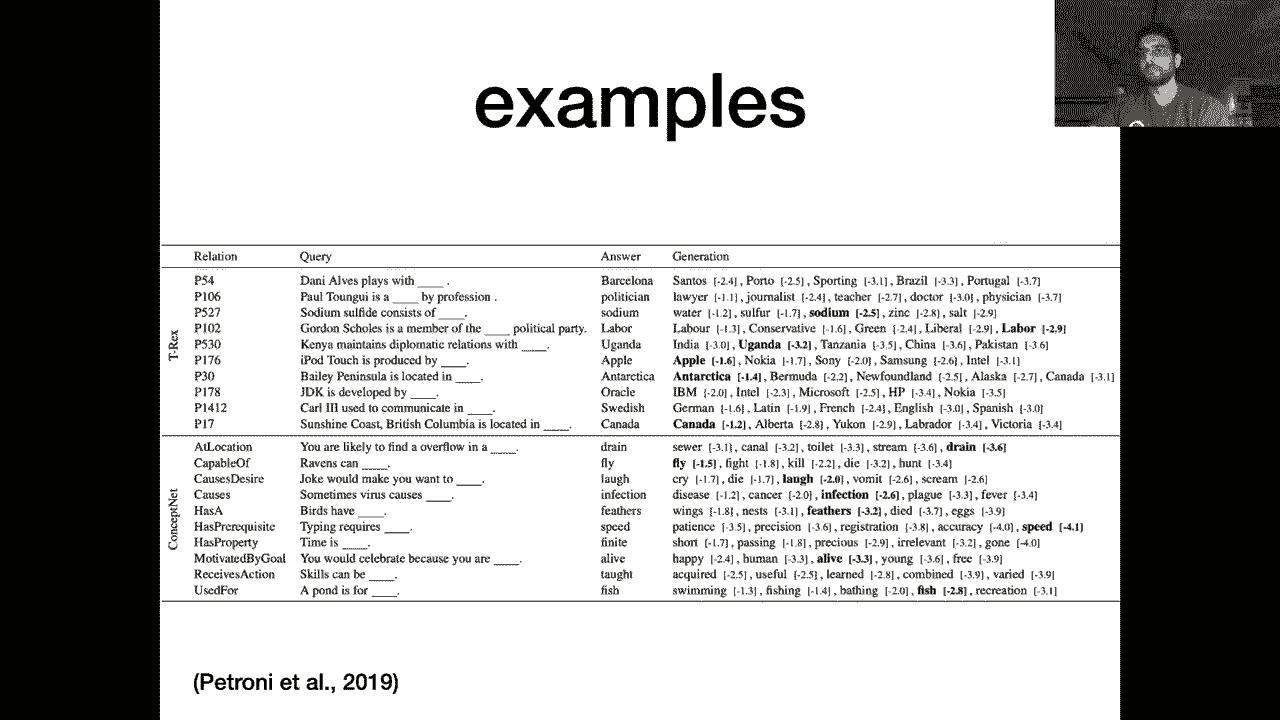 examples
Relation Query Answer Generation
T-Rex
P54 Dani Alves plays with ____ . Barcelona Santos [-2.4] , Porto [-2.5] , Sporting [-3.1] , Brazil [-3.3] , Portugal [-3.7]
P106 Paul Toungui is a ____ by profession . politician lawyer [-1.1] , journalist [-2.4] , teacher [-2.7] , doctor [-3.0] , physician [-3.7]
P527 Sodium sulfide consists of ____ . sodium water [-1.2] , sulfur [-1.7] , sodium [-2.5] , zinc [-2.8] , salt [-2.9]
P102 Gordon Scholes is a member of the ____ political party. Labor Labour [-1.3] , Conservative [-1.6] , Green [-2.4] , Liberal [-2.9] , Labor [-2.9]
P530 Kenya maintains diplomatic relations with ____ . Uganda India [-3.0] , Uganda [-3.2] , Tanzania [-3.5] , China [-3.6] , Pakistan [-3.6]
P176 iPod Touch is produced by ____ . Apple Apple [-1.6] , Nokia [-1.7] , Sony [-2.0] , Samsung [-2.6] , Intel [-3.1]
P30 Bailey Peninsula is located in ____ . Antarctica Antarctica [-1.4] , Bermuda [-2.2] , Newfoundland [-2.5] , Alaska [-2.7] , Canada [-3.1]
P178 JDK is developed by ____ . Oracle IBM [-2.0] , Intel [-2.3] , Microsoft [-2.5] , HP [-3.4] , Nokia [-3.5]
P1412 Carl III used to communicate in ____ . Swedish German [-1.6] , Latin [-1.9] , French [-2.4] , English [-3.0] , Spanish [-3.0]
P17 Sunshine Coast, British Columbia is located in ____ . Canada Canada [-1.2] , Alberta [-2.8] , Yukon [-2.9] , Labrador [-3.4] , Victoria [-3.4]
ConceptNet
AtLocation You are likely to find a overflow in a ____ . drain sewer [-3.1] , canal [-3.2] , toilet [-3.3] , stream [-3.6] , drain [-3.6]
CapableOf Ravens can ____ . fly fly [-1.5] , fight [-1.8] , kill [-2.2] , die [-3.2] , hunt [-3.4]
CausesDesire Joke would make you want to ____ . laugh cry [-1.7] , die [-1.7] , laugh [-2.0] , vomit [-2.6] , scream [-2.6]
Causes Sometimes virus causes ____ . infection disease [-1.2] , cancer [-2.0] , infection [-2.6] , plague [-3.3] , fever [-3.4]
HasA Birds have ____ . feathers wings [-1.8] , nests [-3.1] , feathers [-3.2] , died [-3.7] , eggs [-3.9]
HasPrerequisite Typing requires ____ . speed patience [-3.5] , precision [-3.6] , registration [-3.8] , accuracy [-4.0] , speed [-4.1]
HasProperty Time is ____ . finite short [-1.7] , passing [-1.8] , precious [-2.9] , irrelevant [-3.2] , gone [-4.0]
MotivatedByGoal You would celebrate because you are ____ . alive happy [-2.4] , human [-3.3] , alive [-3.3] , young [-3.6] , free [-3.9]
ReceivesAction Skills can be ____ . taught acquired [-2.5] , useful [-2.5] , learned [-2.8] , combined [-3.9] , varied [-3.9]
UsedFor A pond is for ____ . fish swimming [-1.3] , fishing [-1.4] , bathing [-2.0] , fish [-2.8] , recreation [-3.1]
(Petroni et al., 2019)